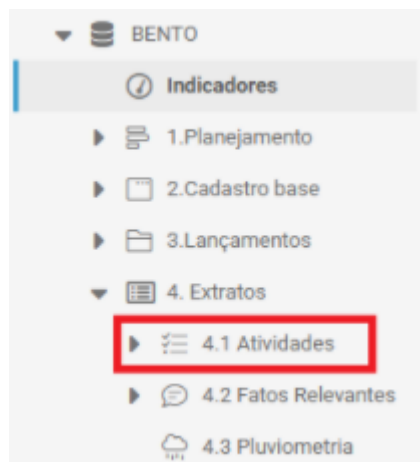 BENTO
Indicadores
1.Planejamento
2.Cadastro base
3.Lançamentos
4. Extratos
4.1 Atividades
4.2 Fatos Relevantes
4.3 Pluviometria